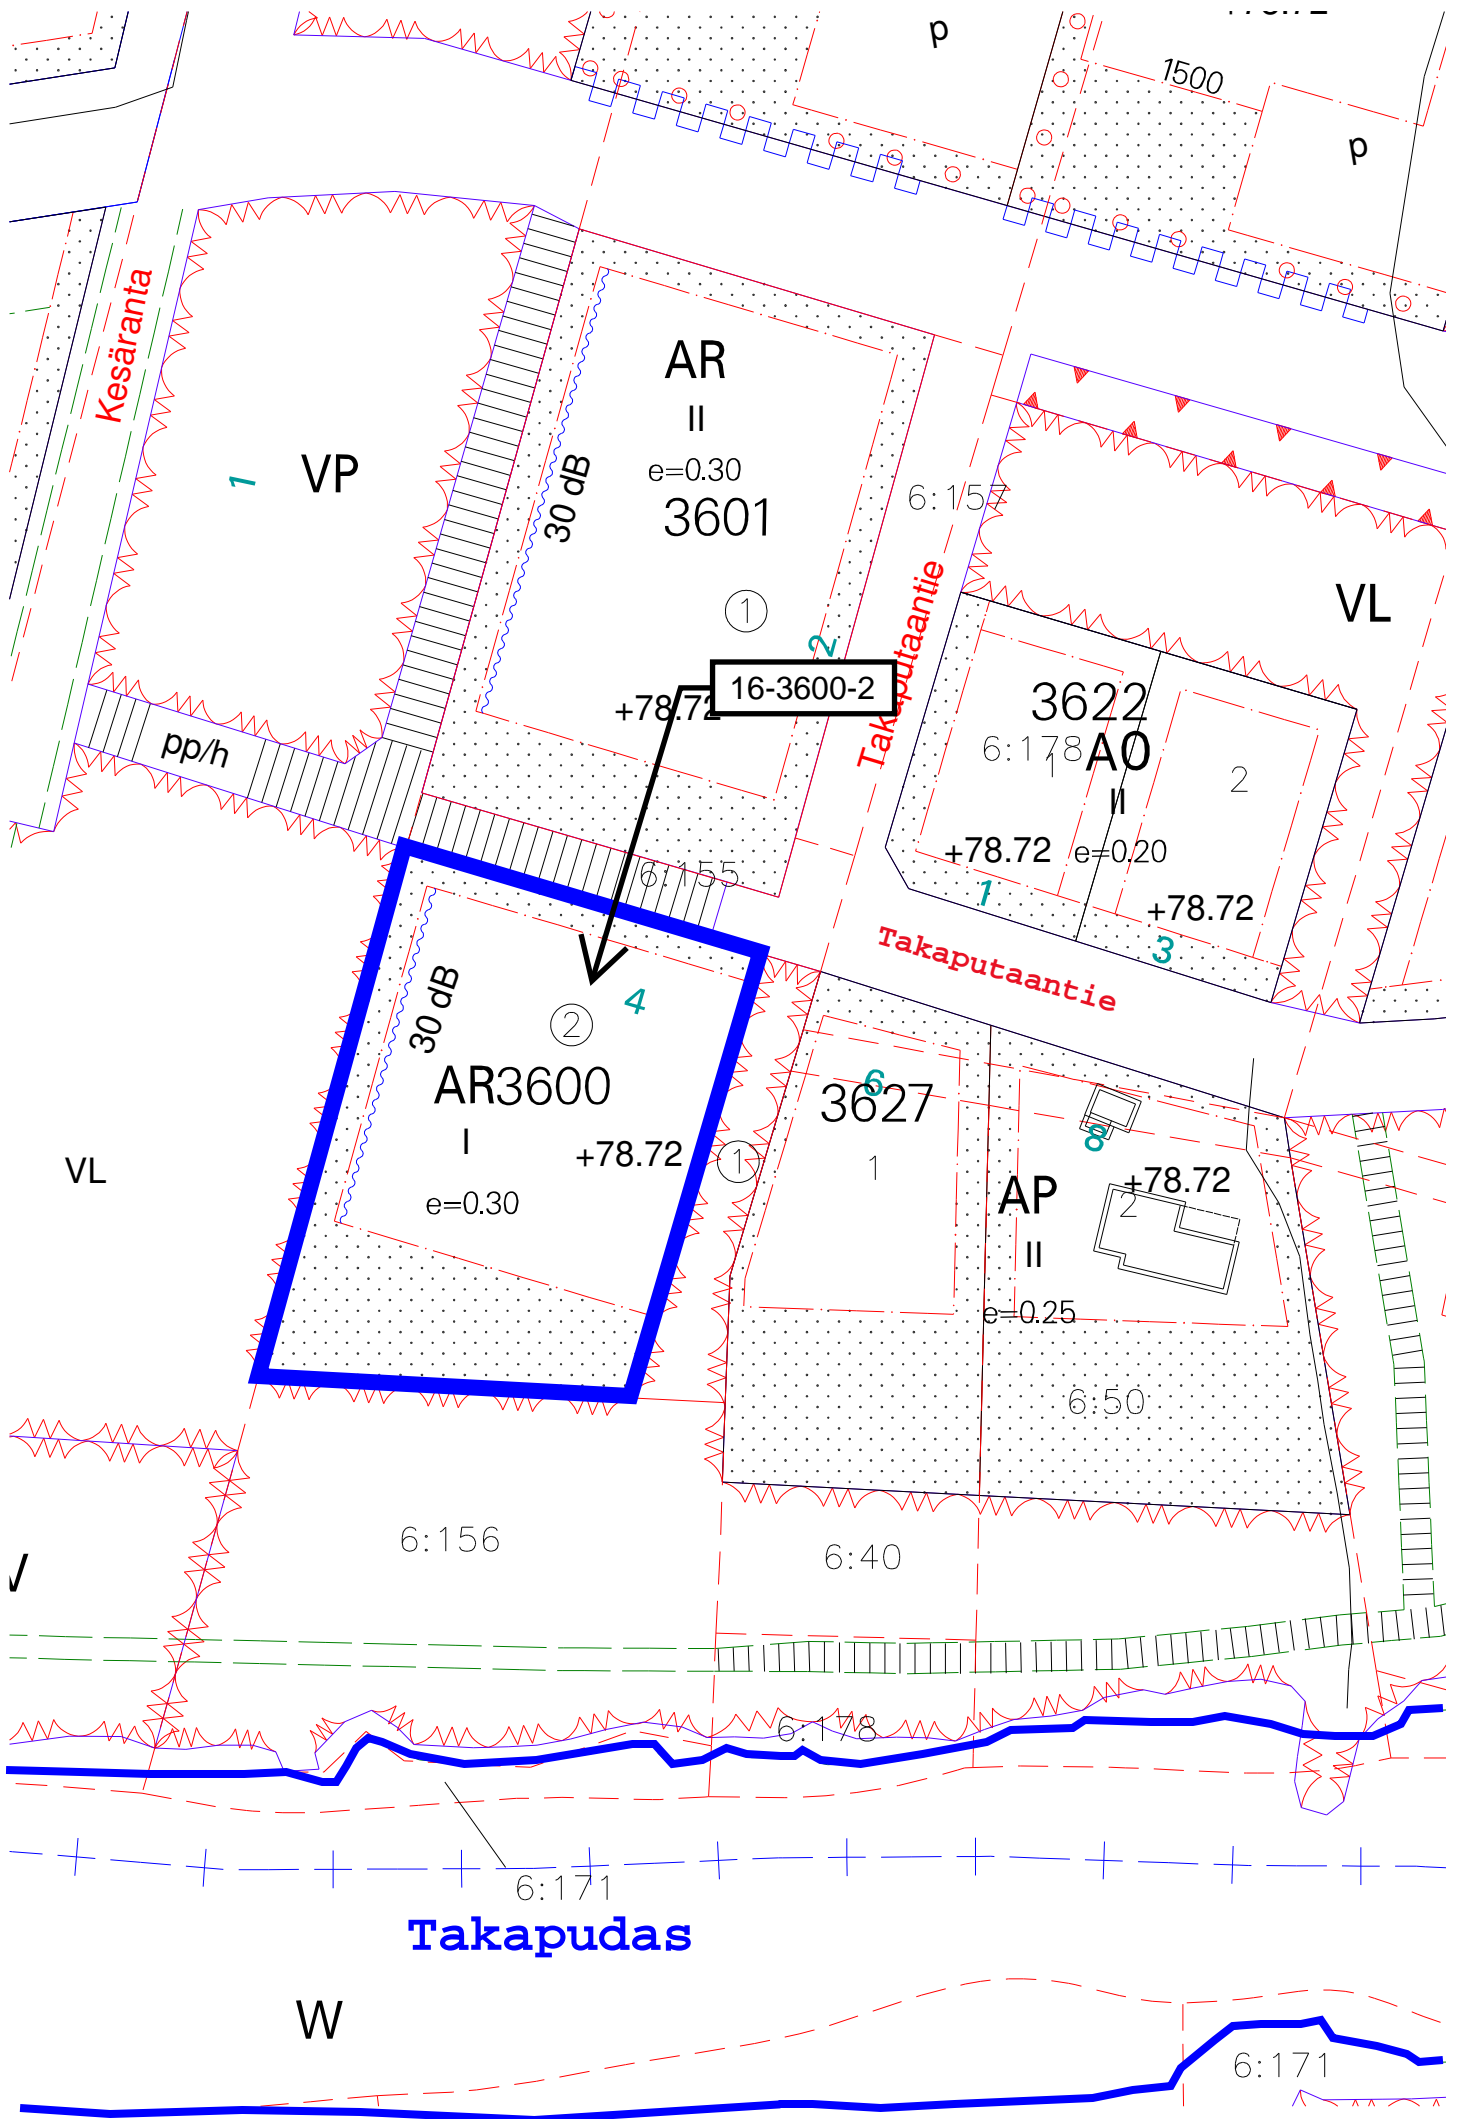 p
1500
p
Kesäranta
AR
II
e=0.30
3601
30 dB
VP
1
6:157
1
2
VL
Takaputaantie
16-3600-2
+78.72
3622
6:178
1
AO
II
2
pp/h
+78.72
e=0.20
6:155
1
+78.72
3
Takaputaantie
30 dB
4
2
AR
3600
6
3627
8
I
+78.72
1
1
VL
AP
+78.72
2
e=0.30
II
e=0.25
6:50
6:156
6:40
6:178
6:171
Takapudas
W
6:171